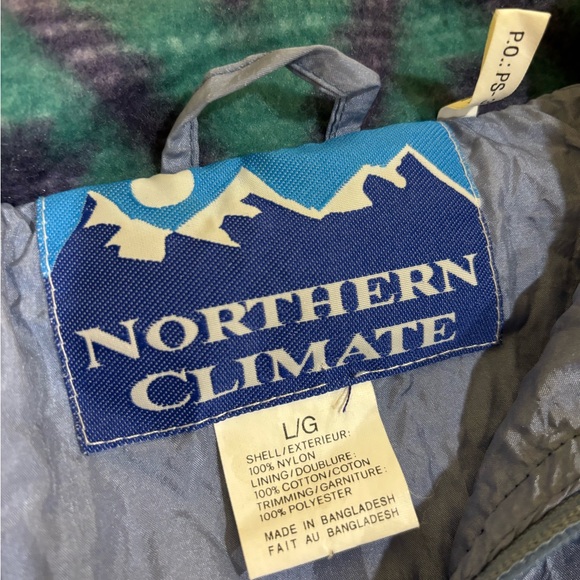 P.O.: PS-
NORTHERN
CLIMATE
L/G
SHELL/EXTERIEUR:
100% NYLON
LINING/DOUBLURE:
100% COTTON/COTON
TRIMMING/GARNITURE:
100% POLYESTER
MADE IN BANGLADESH
FAIT AU BANGLADESH